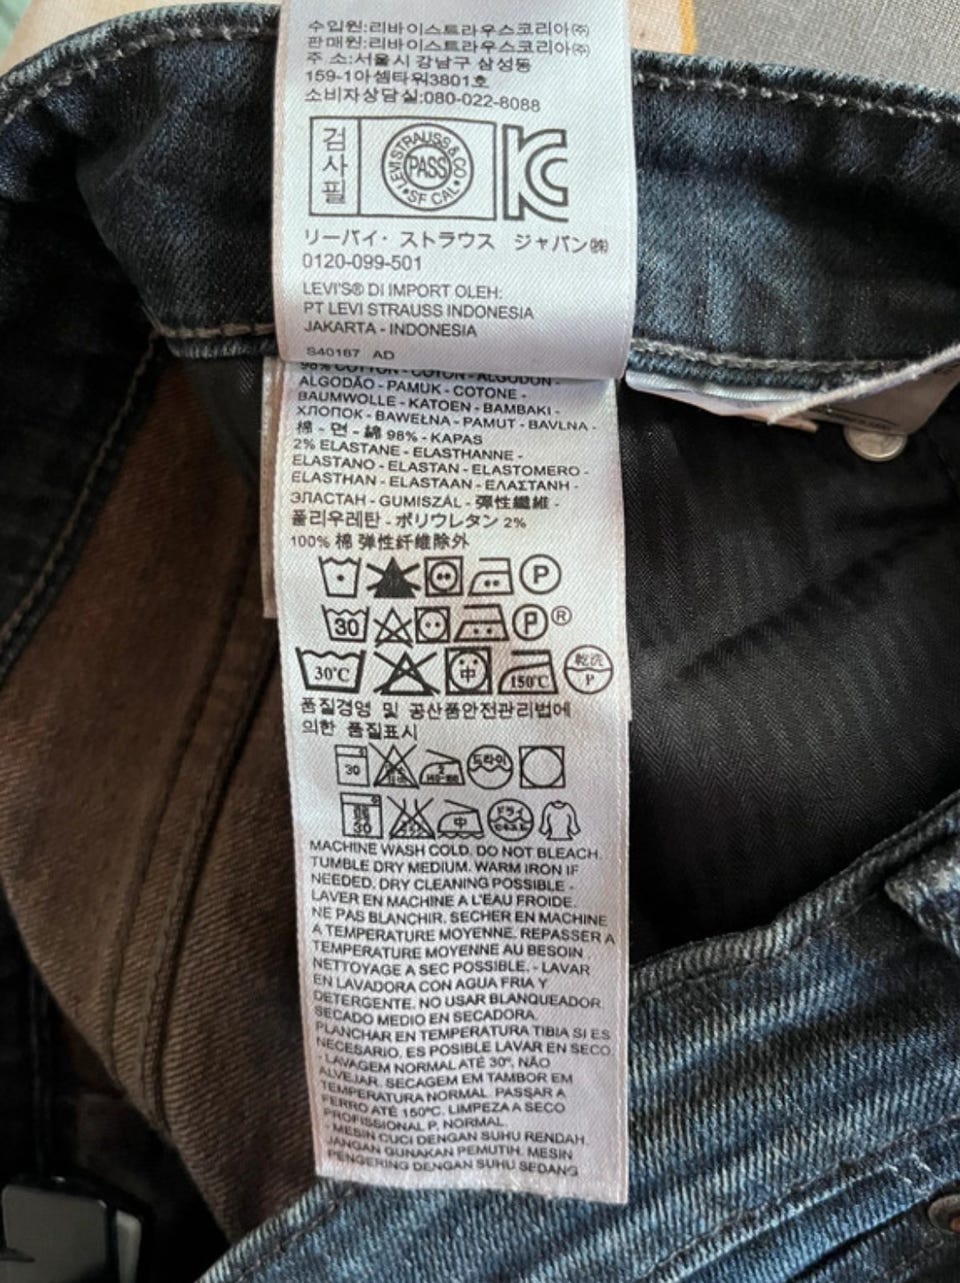 수입원:리바이스트라우스코리아㈜
판매원:리바이스트라우스코리아㈜
주 소:서울시 강남구 삼성동
159-1아셈타워3801호
소비자상담실:080-022-8088
검사필
LEVI STRAUSS & CO
PASS
SF CAL
リーバイ・ストラウス ジャパン㈱
0120-099-501
LEVI'S® DI IMPORT OLEH:
PT LEVI STRAUSS INDONESIA
JAKARTA - INDONESIA
S40167 AD
98% COTTON - COTON - ALGODON -
ALGODÃO - PAMUK - COTONE -
BAUMWOLLE - KATOEN - BAMBAKI -
ХЛОПОК - BAWEŁNA - PAMUT - BAVLNA -
棉 - 면 - 綿 98% - KAPAS
2% ELASTANE - ELASTHANNE -
ELASTANO - ELASTAN - ELASTOMERO -
ELASTHAN - ELASTAAN - ΕΛΑΣΤΑΝΗ -
ЭЛАСТАН - GUMISZÁL - 彈性纖維 -
폴리우레탄 - ポリウレタン 2%
100% 棉 弹性纤维除外
P
30 P ®
30°C 中 150°C 乾洗 P
품질경영 및 공산품안전관리법에
의한 품질표시
30 드라이
30 中 ドライ
MACHINE WASH COLD. DO NOT BLEACH.
TUMBLE DRY MEDIUM. WARM IRON IF
NEEDED. DRY CLEANING POSSIBLE -
LAVER EN MACHINE A L'EAU FROIDE.
NE PAS BLANCHIR. SECHER EN MACHINE
A TEMPERATURE MOYENNE. REPASSER A
TEMPERATURE MOYENNE AU BESOIN.
NETTOYAGE A SEC POSSIBLE. - LAVAR
EN LAVADORA CON AGUA FRIA Y
DETERGENTE. NO USAR BLANQUEADOR.
SECADO MEDIO EN SECADORA.
PLANCHAR EN TEMPERATURA TIBIA SI ES
NECESARIO. ES POSIBLE LAVAR EN SECO.
- LAVAGEM NORMAL ATÉ 30º. NÃO
ALVEJAR. SECAGEM EM TAMBOR EM
TEMPERATURA NORMAL. PASSAR A
FERRO ATÉ 150ºC. LIMPEZA A SECO
PROFISSIONAL P, NORMAL.
- MESIN CUCI DENGAN SUHU RENDAH.
JANGAN GUNAKAN PEMUTIH. MESIN
PENGERING DENGAN SUHU SEDANG